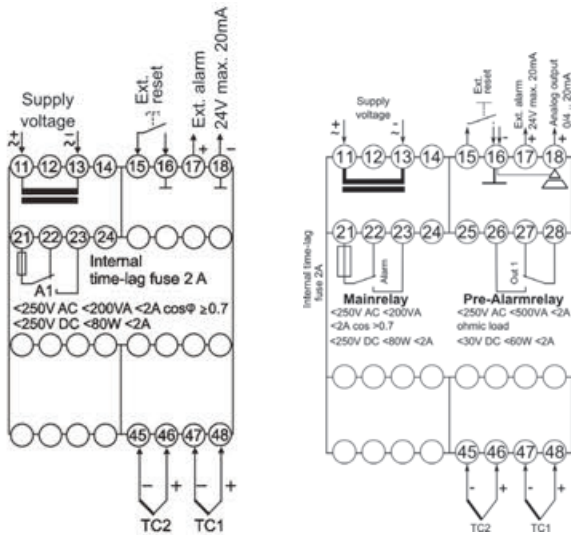 Supply
voltage
Ext.
reset
Ext. alarm
24V max. 20mA
≂+
≂-
+
-
11 12 13 14 15 16 17 18
21 22 23 24
Internal
time-lag fuse 2 A
A1
<250V AC <200VA <2A cosφ ≥0.7
<250V DC <80W <2A
45 46 47 48
- + - +
TC2 TC1
Supply
voltage
Ext.
reset
Ext. alarm
24V max. 20mA
Analog output
0/4 .. 20mA
≂+
≂-
-
+
+
11 12 13 14 15 16 17 18
21 22 23 24 25 26 27 28
Internal time-lag
fuse 2A
Alarm
Out 1
Mainrelay
<250V AC <200VA
<2A cos >0.7
<250V DC <80W <2A
Pre-Alarmrelay
<250V AC <500VA <2A
ohmic load
<30V DC <60W <2A
45 46 47 48
- + - +
TC2 TC1